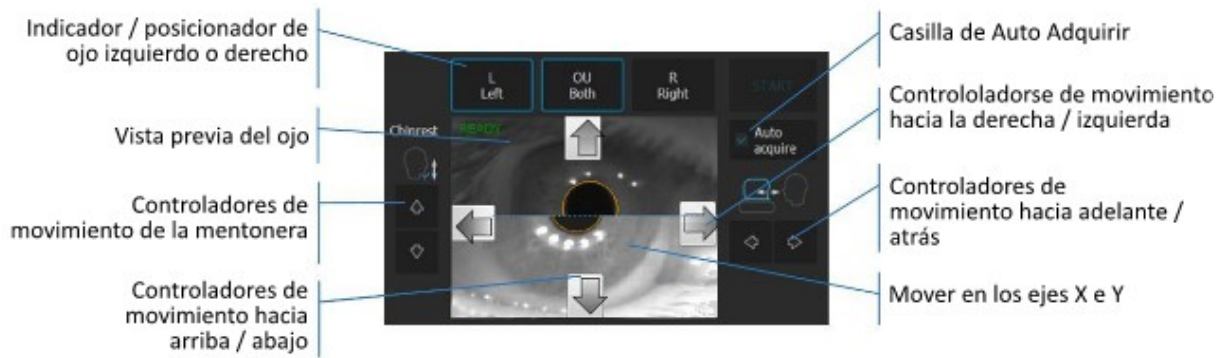 Indicador / posicionador de
ojo izquierdo o derecho
Vista previa del ojo
Controladores de
movimiento de la mentonera
Controladores de
movimiento hacia
arriba / abajo
L
Left
OU
Both
R
Right
START
Chinrest
READY
Auto
acquire
Casilla de Auto Adquirir
Controloladorse de movimiento
hacia la derecha / izquierda
Controladores de
movimiento hacia adelante /
atrás
Mover en los ejes X e Y